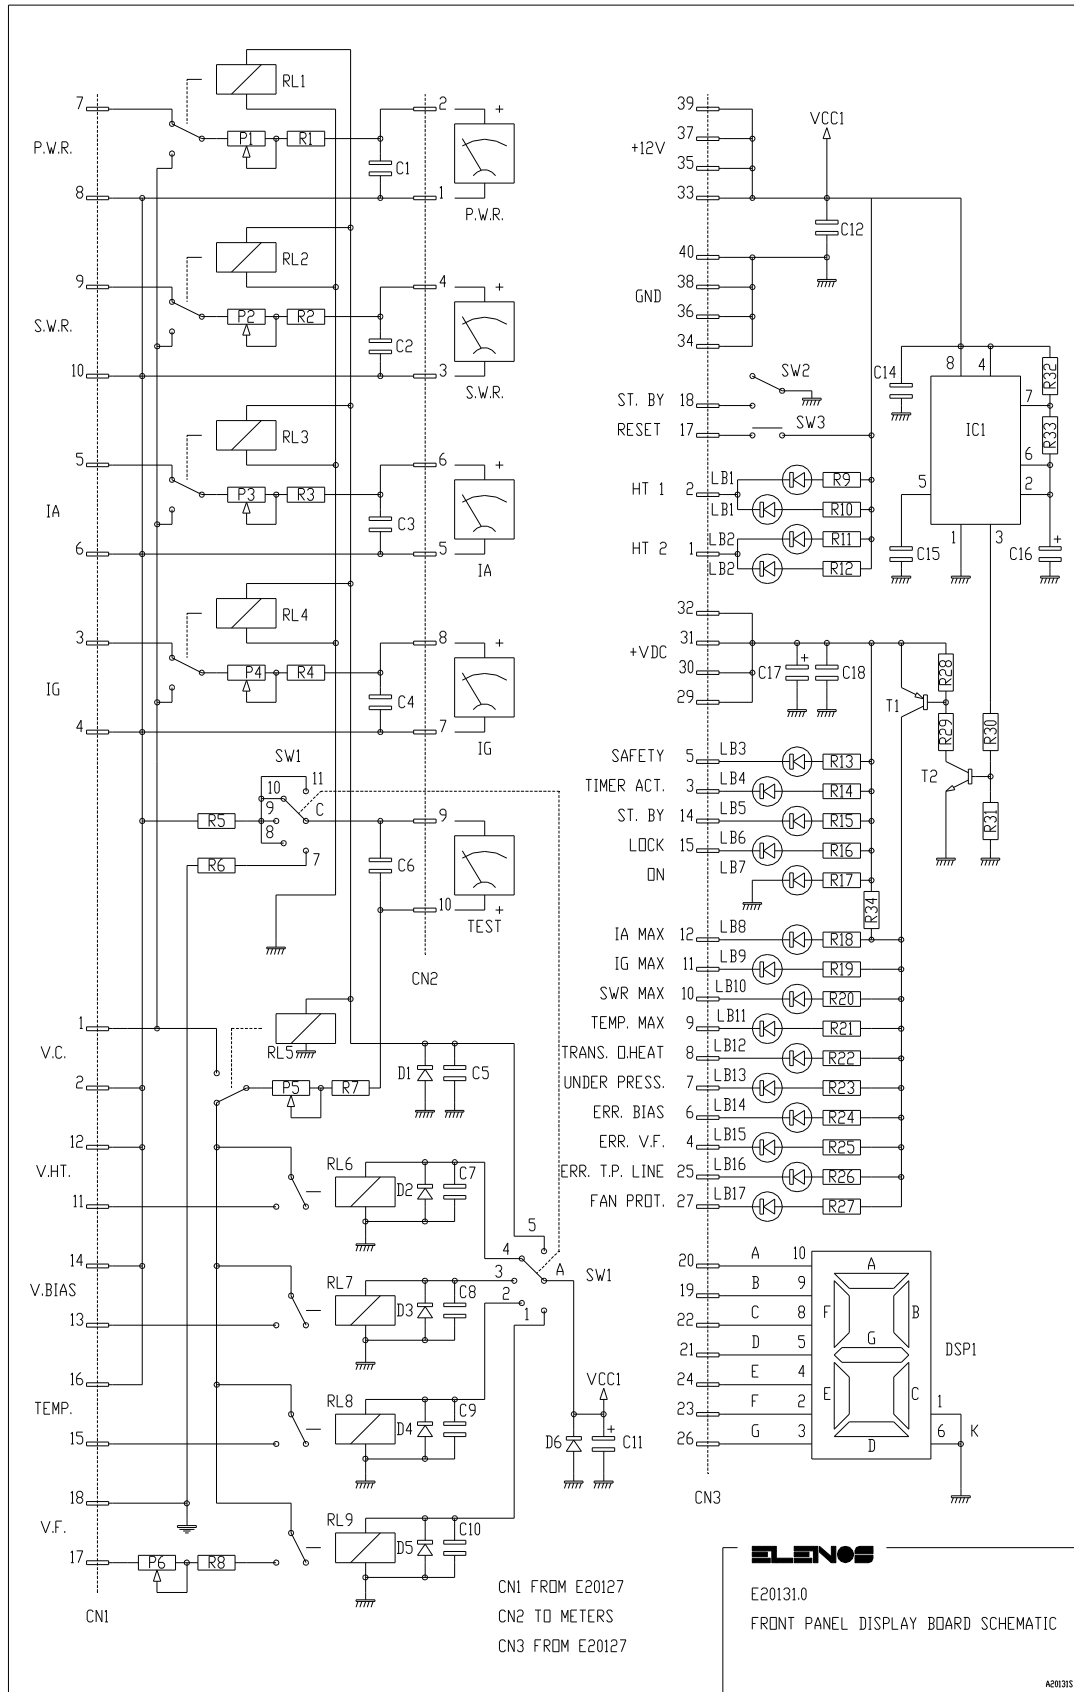 RL1
7
P.W.R.
8
P1
R1
C1
2
+
1
P.W.R.
RL2
9
S.W.R.
10
P2
R2
C2
4
+
3
S.W.R.
RL3
5
IA
6
P3
R3
C3
6
+
5
IA
RL4
3
IG
4
P4
R4
C4
8
+
7
IG
SW1
11
10
9
8
C
7
R5
R6
C6
9
10
+
TEST
CN2
1
V.C.
2
RL5
P5
R7
D1
C5
12
V.HT.
11
RL6
D2
C7
14
V.BIAS
13
RL7
D3
C8
16
TEMP.
15
RL8
D4
C9
18
V.F.
17
P6
R8
RL9
D5
C10
CN1
5
4
3
2
1
A
SW1
VCC1
D6
+
C11
39
37
+12V
35
33
VCC1
C12
40
38
GND
36
34
SW2
ST. BY 18
RESET 17
SW3
HT 1 2
LB1
R9
LB1
R10
HT 2 1
LB2
R11
LB2
R12
C14
8
4
7
IC1
6
2
5
1
3
R32
R33
C15
C16
+
32
31
+VDC
30
29
C17
+
C18
T1
R28
R29
R30
T2
R31
SAFETY 5 LB3 R13
TIMER ACT. 3 LB4 R14
ST. BY 14 LB5 R15
LOCK 15 LB6 R16
ON LB7 R17
R34
IA MAX 12 LB8 R18
IG MAX 11 LB9 R19
SWR MAX 10 LB10 R20
TEMP. MAX 9 LB11 R21
TRANS. O.HEAT 8 LB12 R22
UNDER PRESS. 7 LB13 R23
ERR. BIAS 6 LB14 R24
ERR. V.F. 4 LB15 R25
ERR. T.P. LINE 25 LB16 R26
FAN PROT. 27 LB17 R27
20 A 10
19 B 9
22 C 8
21 D 5
24 E 4
23 F 2
26 G 3
A
F
B
G
E
C
D
DSP1
1
6
K
CN3
CN1 FROM E20127
CN2 TO METERS
CN3 FROM E20127
ELENOS
E20131.0
FRONT PANEL DISPLAY BOARD SCHEMATIC
A20131S